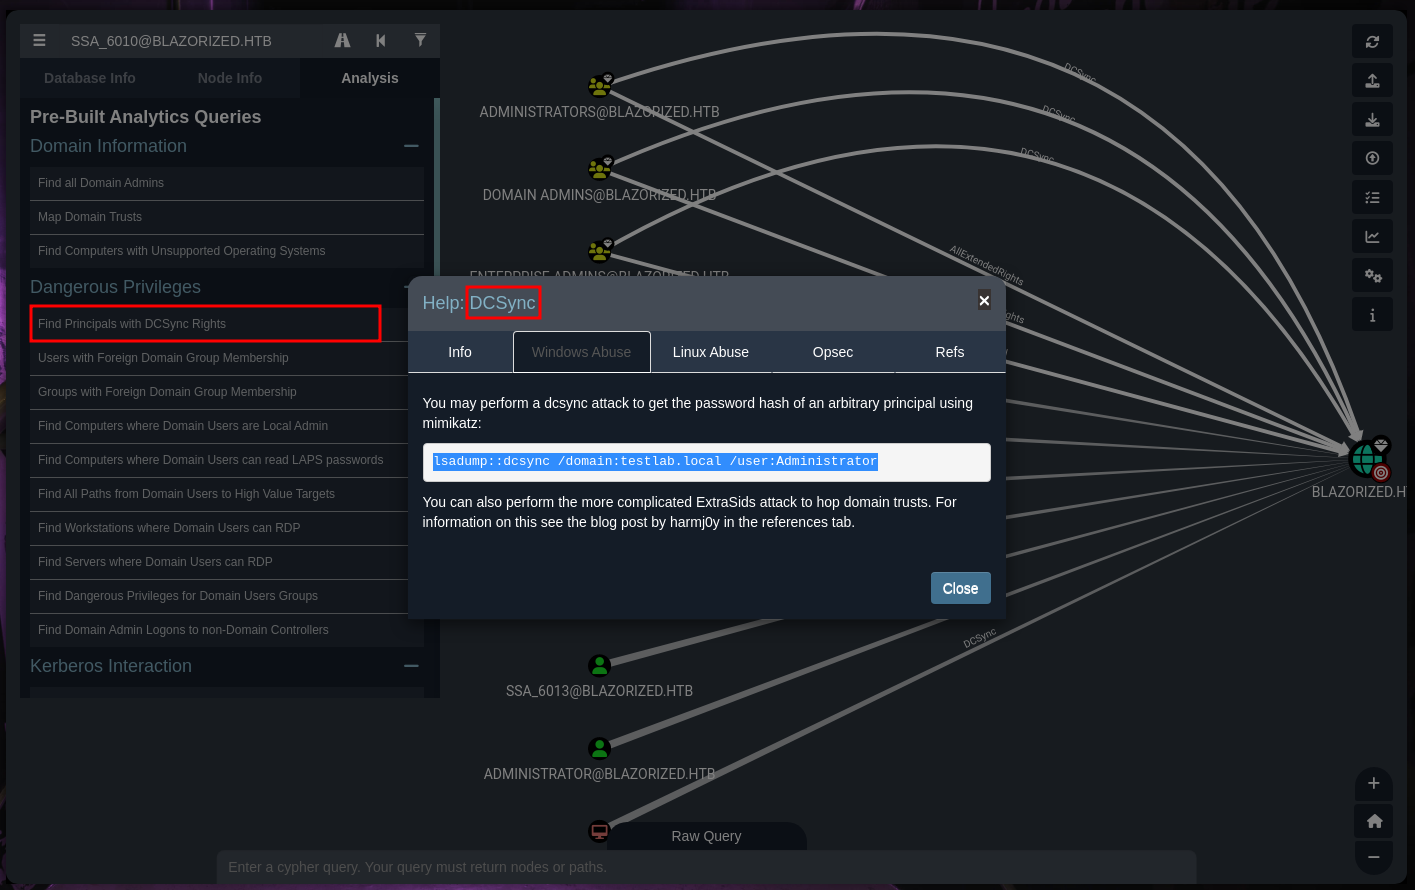 SSA_6010@BLAZORIZED.HTB
Database Info
Node Info
Analysis
Pre-Built Analytics Queries
Domain Information
Find all Domain Admins
Map Domain Trusts
Find Computers with Unsupported Operating Systems
Dangerous Privileges
Find Principals with DCSync Rights
Users with Foreign Domain Group Membership
Groups with Foreign Domain Group Membership
Find Computers where Domain Users are Local Admin
Find Computers where Domain Users can read LAPS passwords
Find All Paths from Domain Users to High Value Targets
Find Workstations where Domain Users can RDP
Find Servers where Domain Users can RDP
Find Dangerous Privileges for Domain Users Groups
Find Domain Admin Logons to non-Domain Controllers
Kerberos Interaction
DCSync
ADMINISTRATORS@BLAZORIZED.HTB
DCSync
DOMAIN ADMINS@BLAZORIZED.HTB
DCSync
ENTERPRISE ADMINS@BLAZORIZED.HTB
AllExtendedRights
Help: DCSync
Info
Windows Abuse
Linux Abuse
Opsec
Refs
You may perform a dcsync attack to get the password hash of an arbitrary principal using
mimikatz:
lsadump::dcsync /domain:testlab.local /user:Administrator
You can also perform the more complicated ExtraSids attack to hop domain trusts. For
information on this see the blog post by harmj0y in the references tab.
Close
BLAZORIZED.H
DCSync
SSA_6013@BLAZORIZED.HTB
ADMINISTRATOR@BLAZORIZED.HTB
Raw Query
Enter a cypher query. Your query must return nodes or paths.